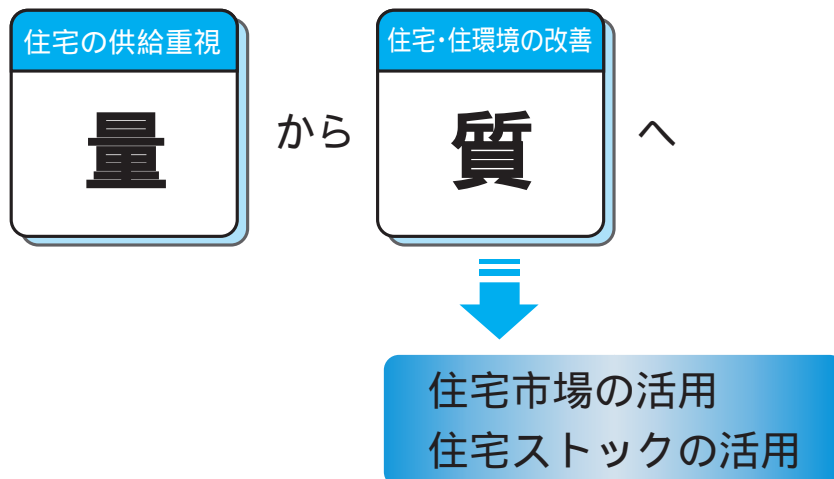 住宅の供給重視
量
から
住宅・住環境の改善
質
へ
住宅市場の活用
住宅ストックの活用